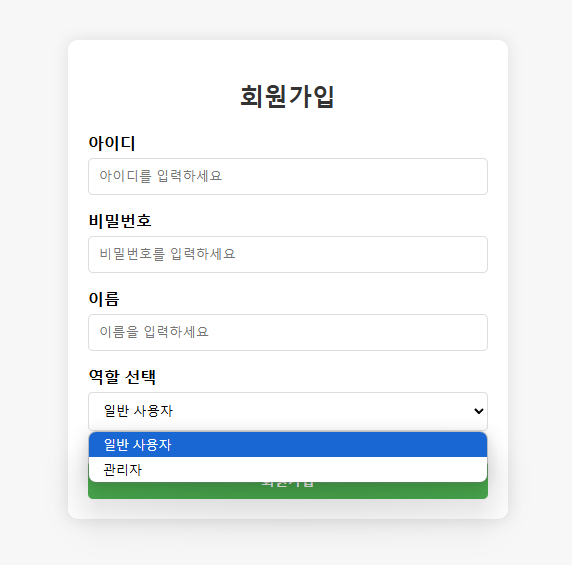 회원가입
아이디
아이디를 입력하세요
비밀번호
비밀번호를 입력하세요
이름
이름을 입력하세요
역할 선택
일반 사용자
일반 사용자
관리자